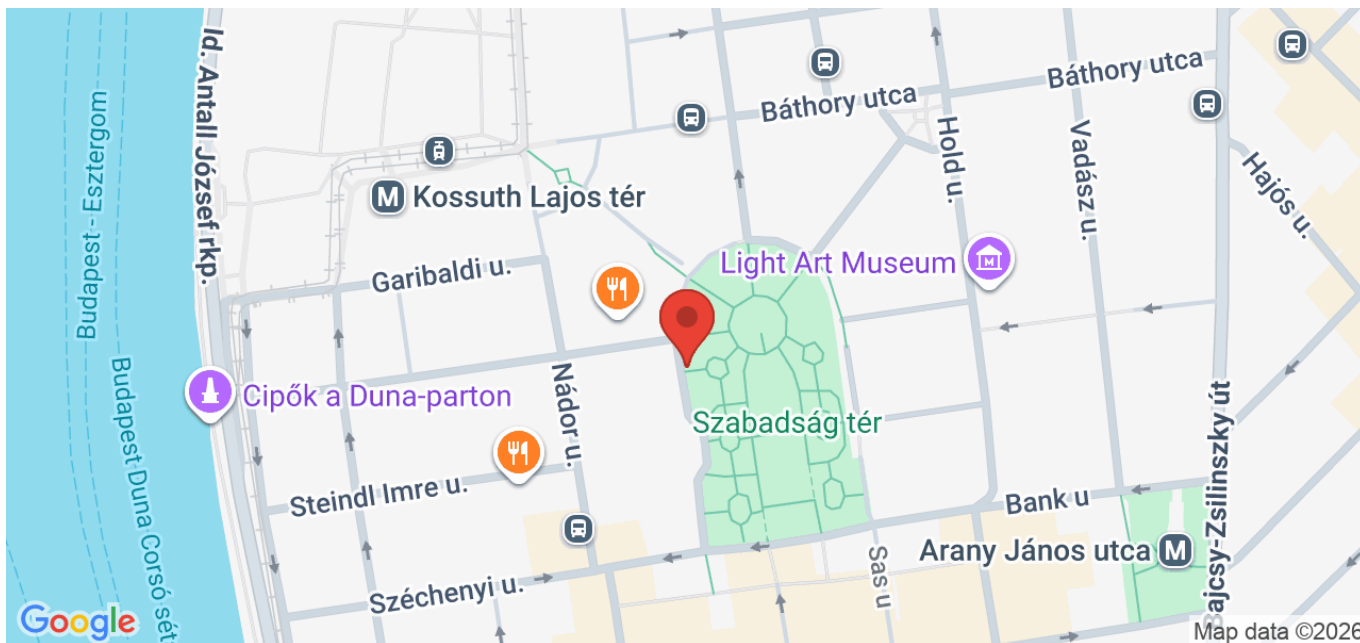 Id. Antall József rkp.
Budapest - Esztergom
Budapest Duna Corsó sét
Báthory utca
Báthory utca
Hold u.
Vadász u.
Hajós u.
M Kossuth Lajos tér
Garibaldi u.
Light Art Museum
M
Cipők a Duna-parton
Nádor u.
Szabadság tér
Steindl Imre u.
Bank u
Bajcsy-Zsilinszky út
Arany János utca M
Sas u
Széchenyi u.
Google
Map data ©2026